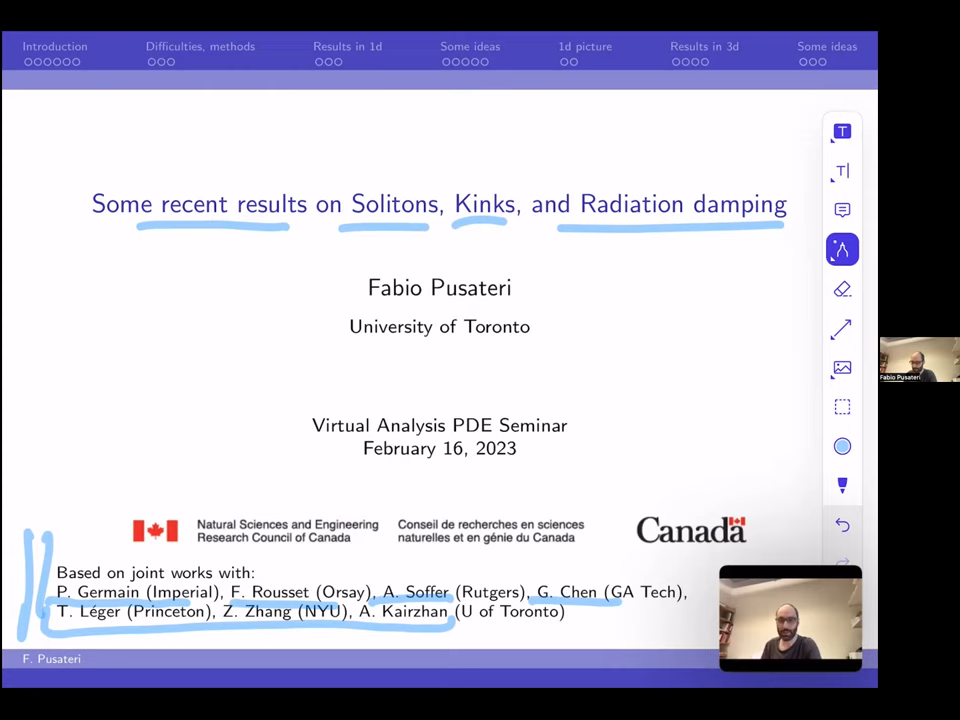 Introduction Difficulties, methods Results in 1d Some ideas 1d picture Results in 3d Some ideas
Some recent results on Solitons, Kinks, and Radiation damping
Fabio Pusateri
University of Toronto
Virtual Analysis PDE Seminar
February 16, 2023
Natural Sciences and Engineering
Research Council of Canada
Conseil de recherches en sciences
naturelles et en génie du Canada
Canada
Based on joint works with:
P. Germain (Imperial), F. Rousset (Orsay), A. Soffer (Rutgers), G. Chen (GA Tech),
T. Léger (Princeton), Z. Zhang (NYU), A. Kairzhan (U of Toronto)
F. Pusateri
T
T
Fabio Pusateri